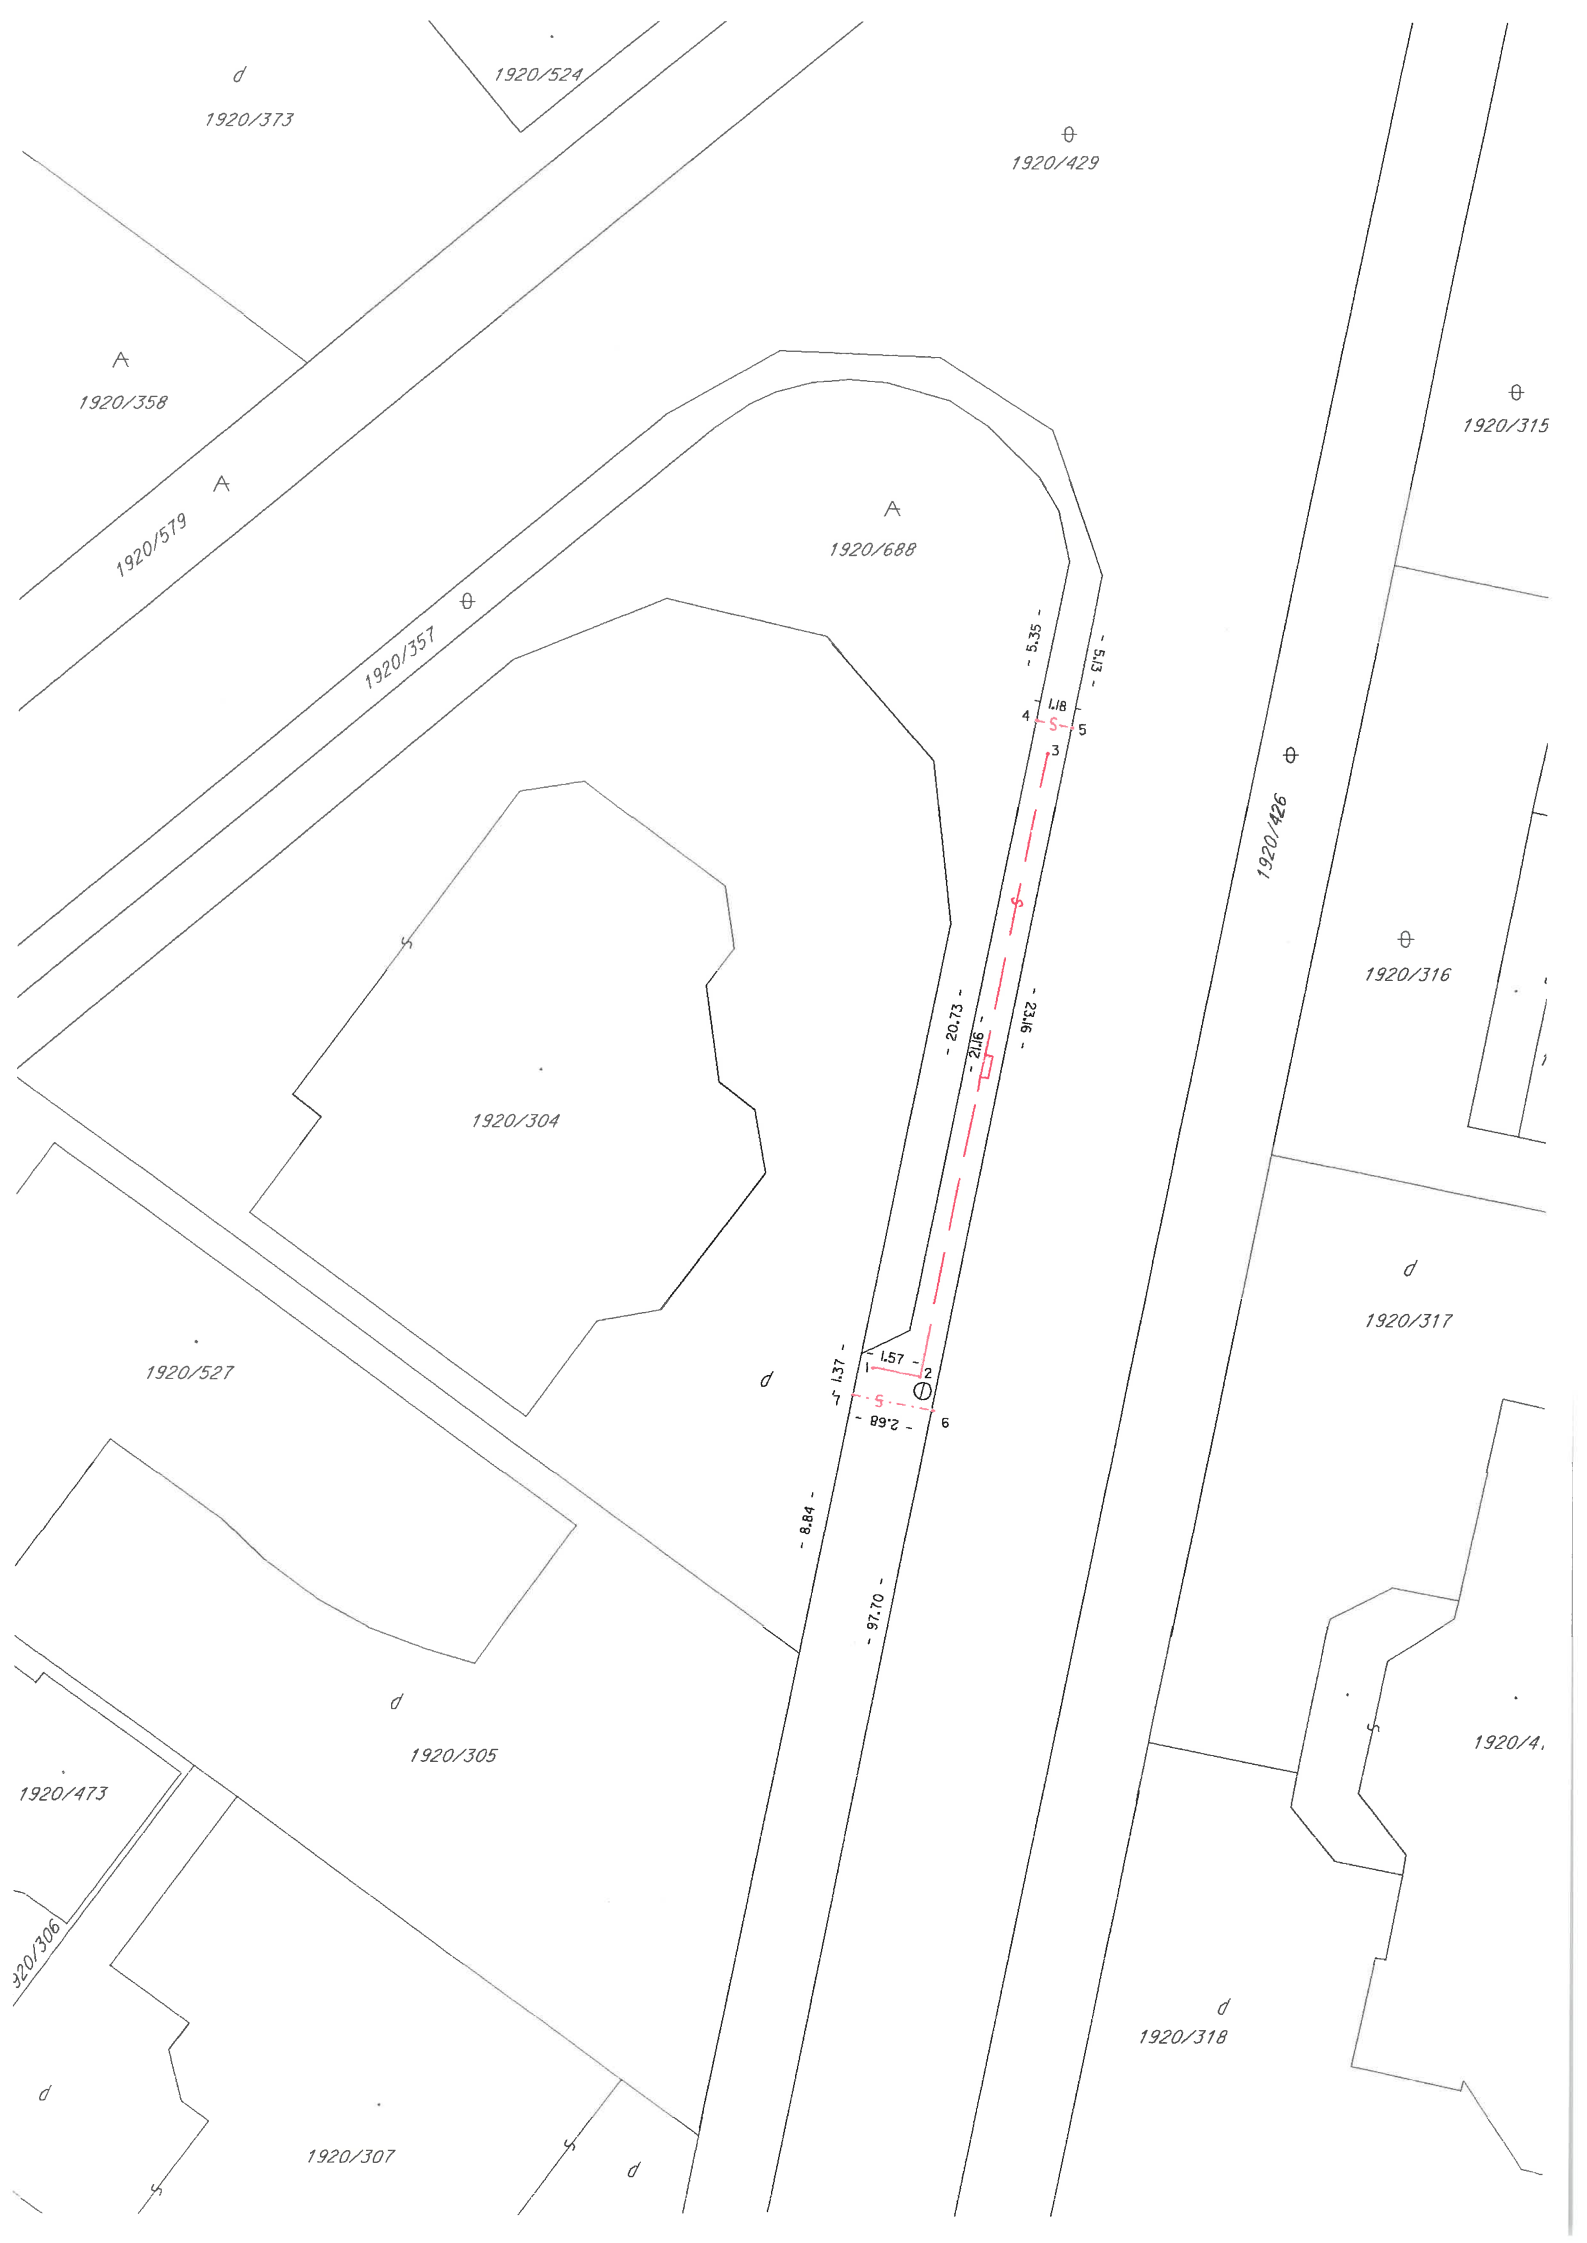 d
1920/373
1920/524
1920/429
A
1920/358
1920/315
A
1920/579
A
1920/688
1920/357
- 5.35 -
- 5.13 -
4
1.18
S
5
3
1920/426
S
S
1920/316
- 20.73 -
- 21.16 -
- 23.16 -
1920/304
d
1920/317
1920/527
- 1.37 -
- 1.57 -
1
2
d
S
- 2.68 -
6
- 8.84 -
- 97.70 -
d
1920/305
1920/473
S
d
1920/318
d
1920/307
S
S
d